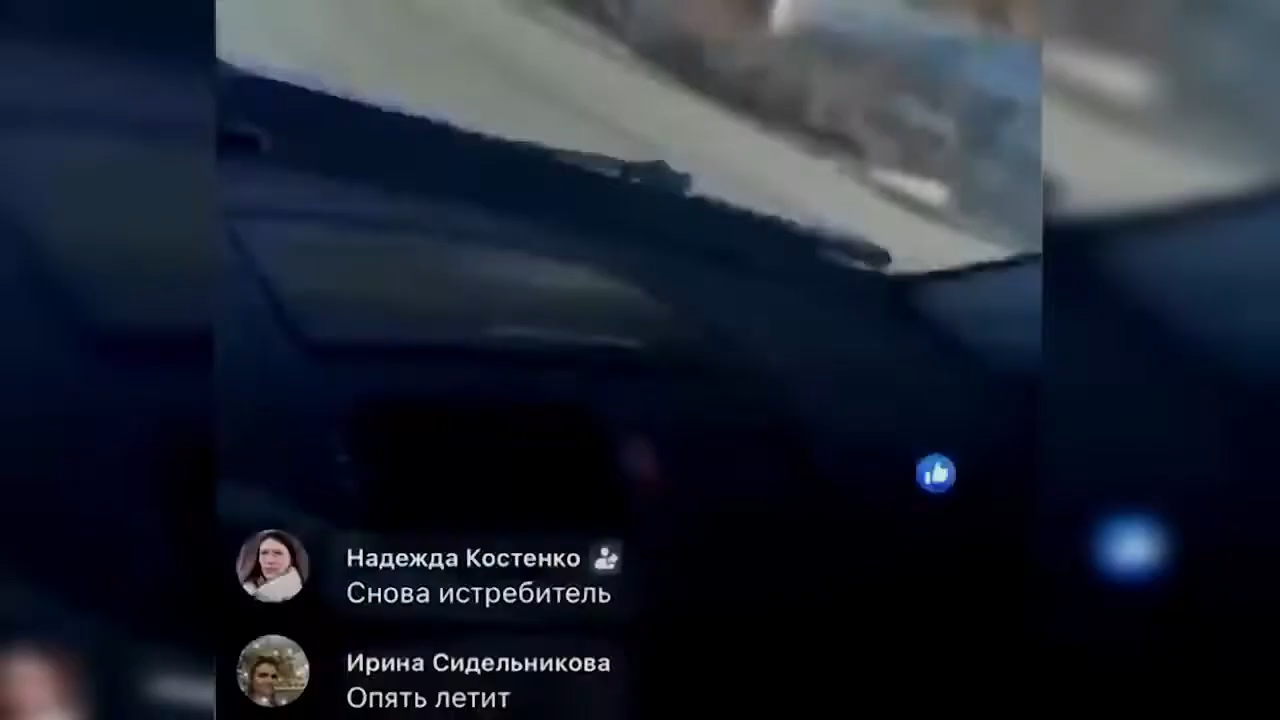 Надежда Костенко
Снова истребитель
Ирина Сидельникова
Опять летит